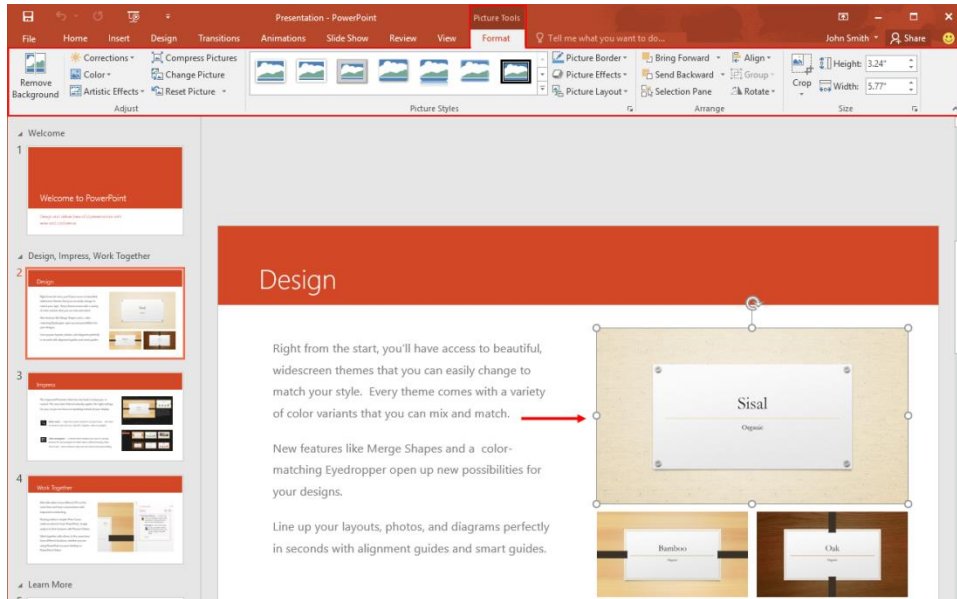 Presentation - PowerPoint
Picture Tools
File Home Insert Design Transitions Animations Slide Show Review View Format Tell me what you want to do... John Smith Share
Remove Background
Corrections
Color
Artistic Effects
Compress Pictures
Change Picture
Reset Picture
Adjust
Picture Styles
Picture Border
Picture Effects
Picture Layout
Bring Forward
Send Backward
Selection Pane
Align
Group
Rotate
Arrange
Crop
Height: 3.24"
Width: 5.77"
Size
Welcome
1
Welcome to PowerPoint
Design, Impress, Work Together
2
Design
3
Impress
4
Work Together
Learn More
Design
Right from the start, you'll have access to beautiful,
widescreen themes that you can easily change to
match your style. Every theme comes with a variety
of color variants that you can mix and match.
New features like Merge Shapes and a color-
matching Eyedropper open up new possibilities for
your designs.
Line up your layouts, photos, and diagrams perfectly
in seconds with alignment guides and smart guides.
Sisal
Organic
Bamboo
Organic
Oak
Organic